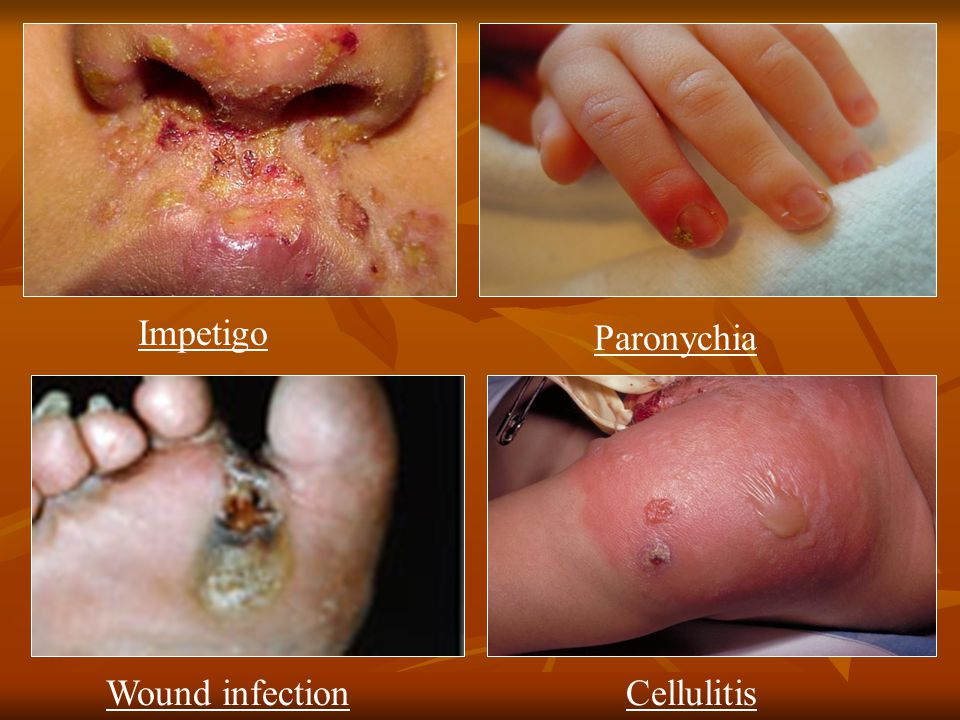 Impetigo
Paronychia
Wound infection
Cellulitis